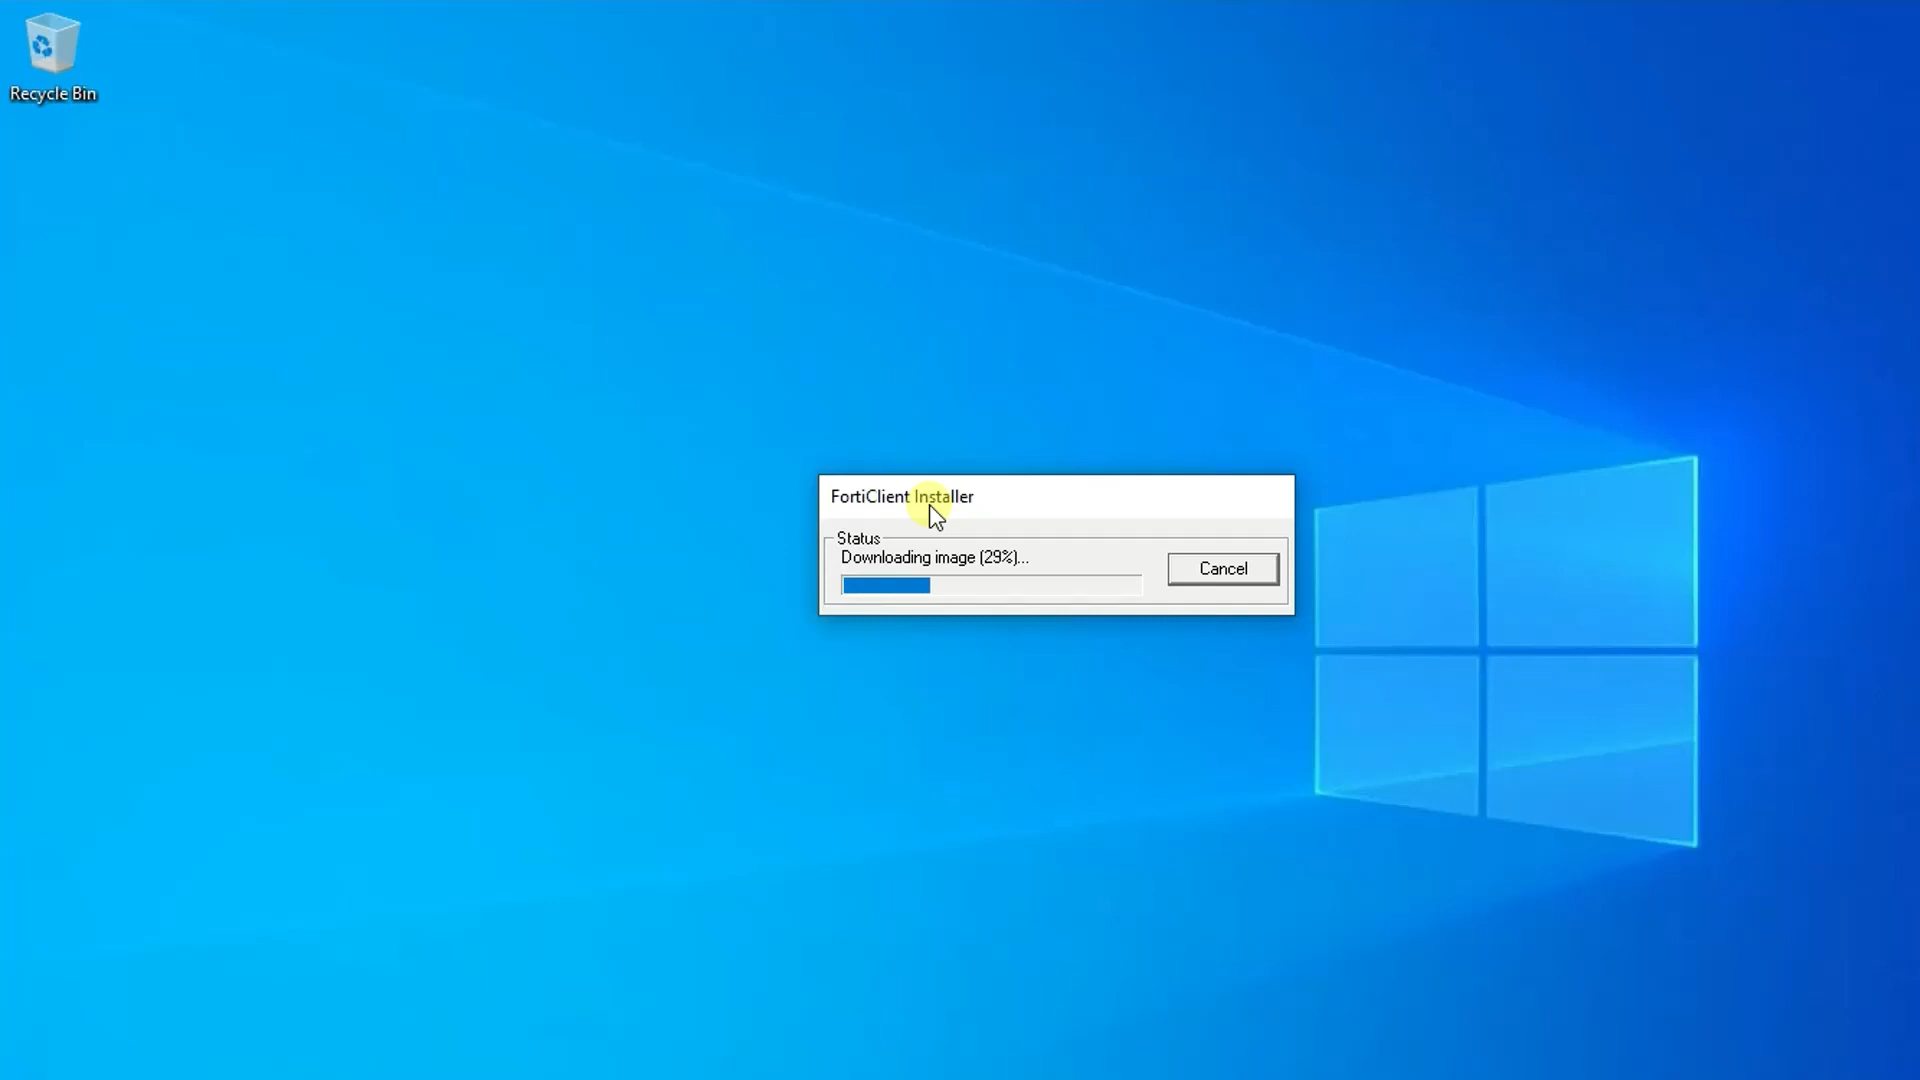 Recycle Bin
FortiClient Installer
Status
Downloading image (29%)...
Cancel